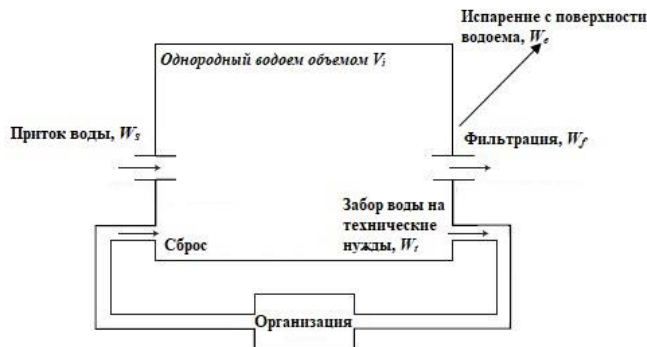 Испарение с поверхности
водоема, Wₑ
Однородный водоем объемом Vᵢ
Приток воды, Wₛ
Фильтрация, W𝑓
Забор воды на
технические
нужды, Wₜ
Сброс
Организация